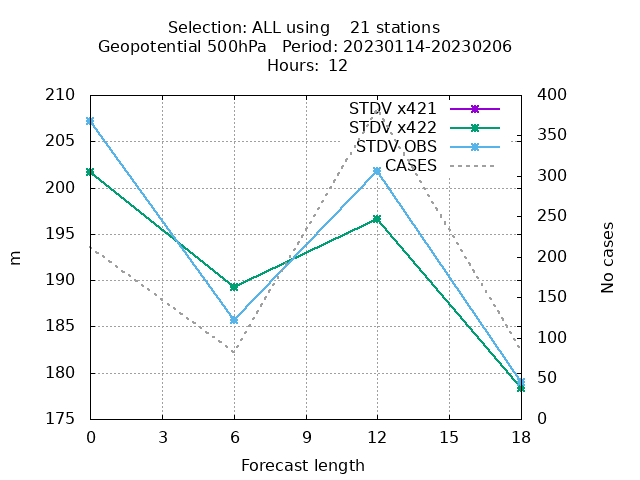 Selection: ALL using    21 stations
Geopotential 500hPa   Period: 20230114-20230206
Hours:  12
STDV x421
STDV x422
STDV OBS
CASES
210
205
200
195
190
185
180
175
m
400
350
300
250
200
150
100
50
0
No cases
0 3 6 9 12 15 18
Forecast length